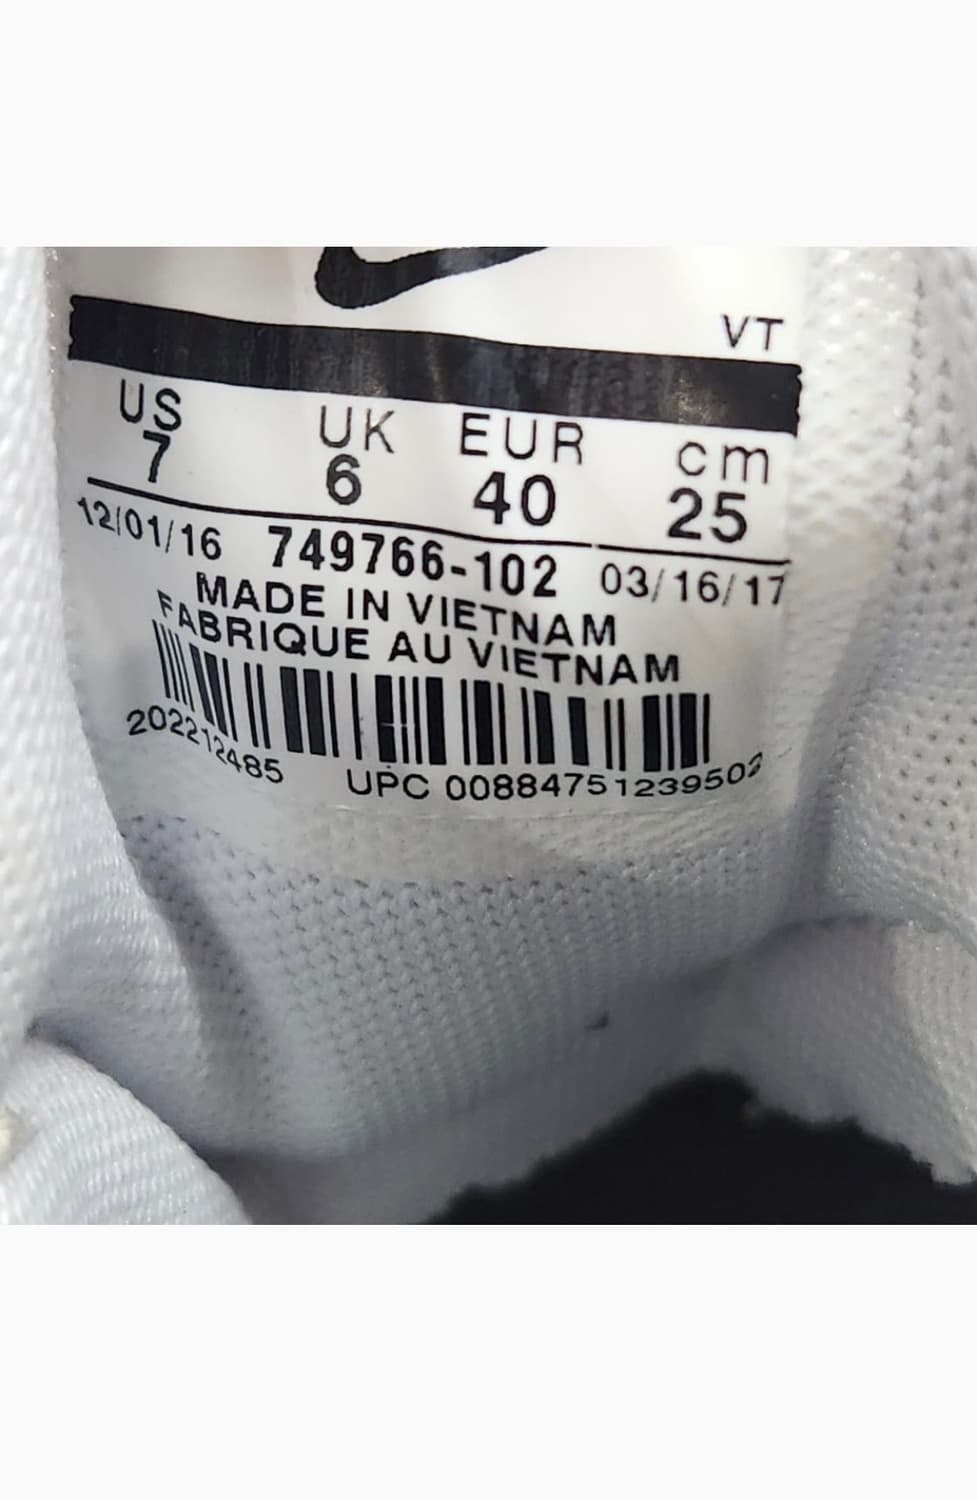 VT
US UK EUR cm
7 6 40 25
12/01/16 749766-102 03/16/17
MADE IN VIETNAM
FABRIQUE AU VIETNAM
202212485 UPC 00884751239502